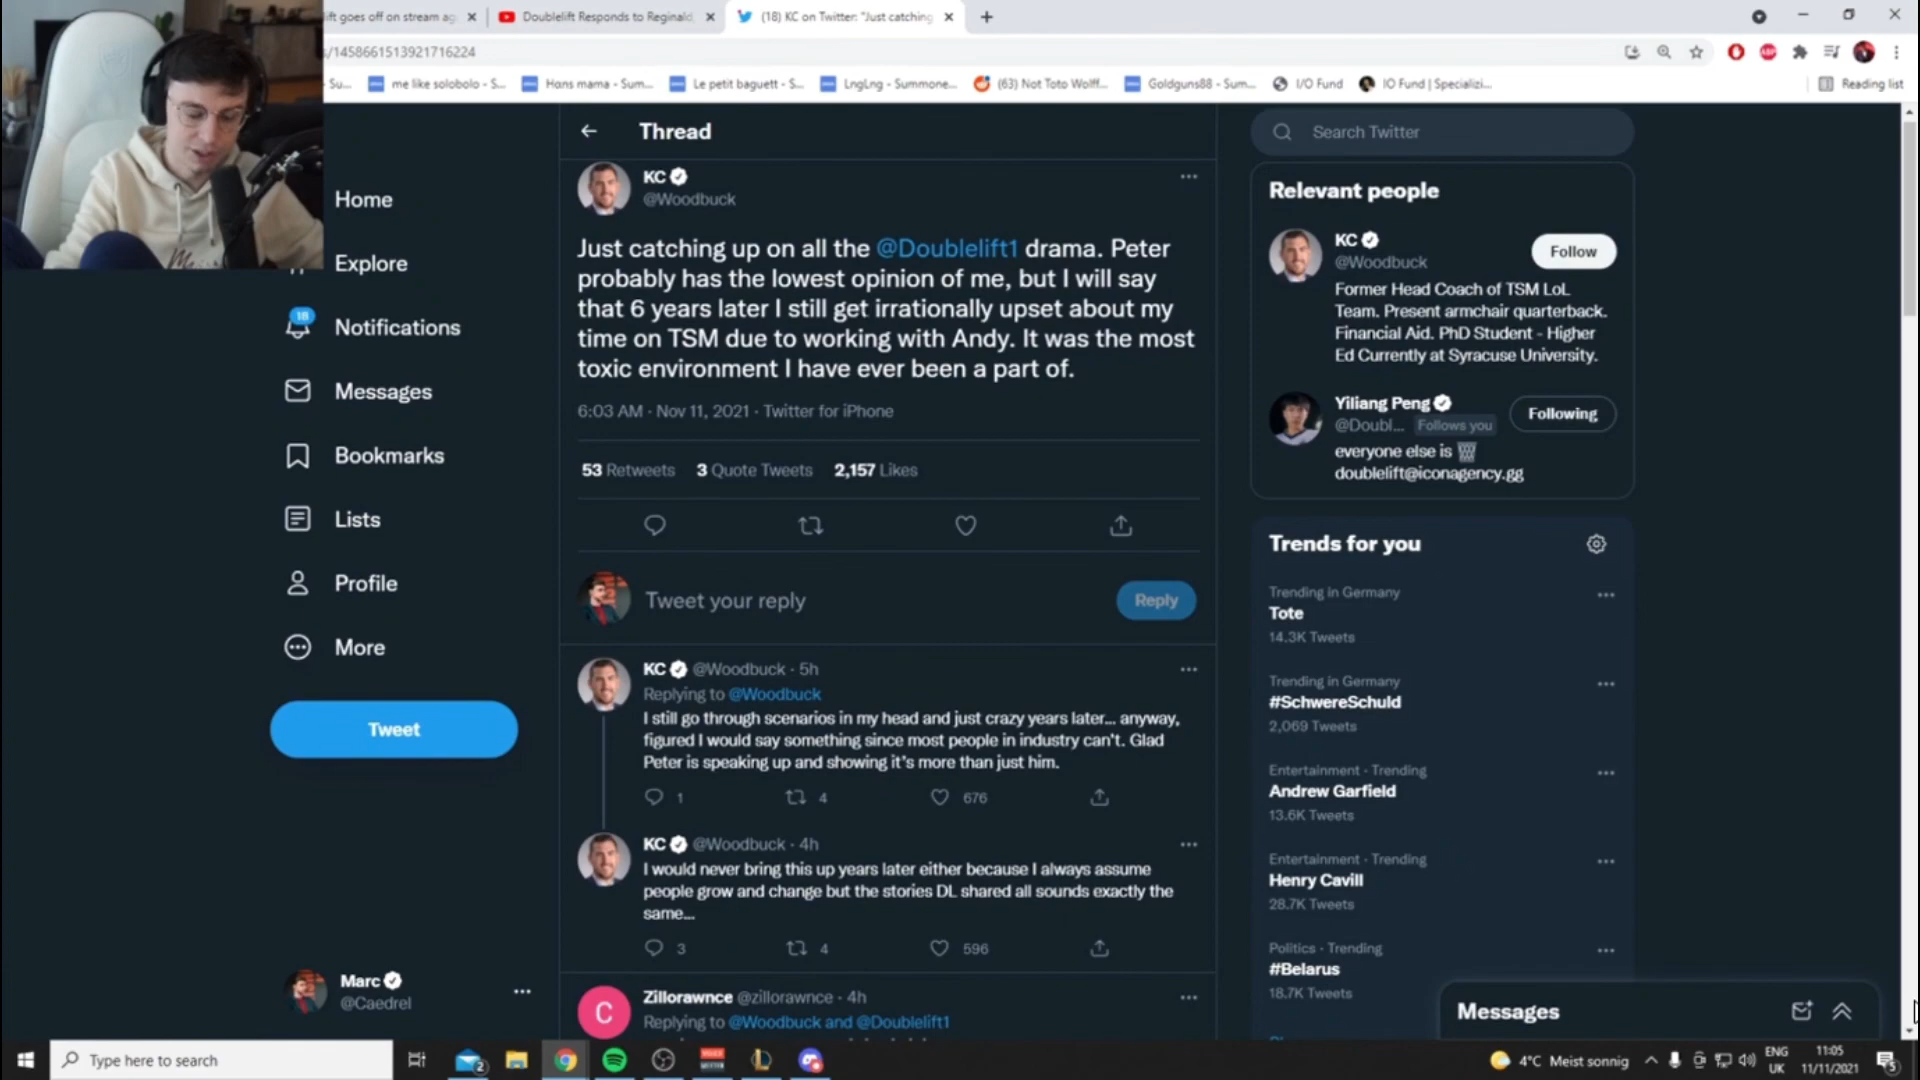 ift goes off on stream ag
Doublelift Responds to Reginald
(18) KC on Twitter: "Just catching
/1458661513921716224
Su...
me like solobolo - S...
Hans mama - Sum...
Le petit baguett - S...
LngLng - Summone...
(63) Not Toto Wolff...
Goldguns88 - Sum...
I/O Fund
IO Fund | Specializi...
Reading list
Home
Explore
18
Notifications
Messages
Bookmarks
Lists
Profile
More
Tweet
Marc
@Caedrel
Thread
KC
@Woodbuck
Just catching up on all the @Doublelift1 drama. Peter
probably has the lowest opinion of me, but I will say
that 6 years later I still get irrationally upset about my
time on TSM due to working with Andy. It was the most
toxic environment I have ever been a part of.
6:03 AM · Nov 11, 2021 · Twitter for iPhone
53 Retweets 3 Quote Tweets 2,157 Likes
Tweet your reply
Reply
KC @Woodbuck · 5h
Replying to @Woodbuck
I still go through scenarios in my head and just crazy years later... anyway,
figured I would say something since most people in industry can't. Glad
Peter is speaking up and showing it's more than just him.
1 4 676
KC @Woodbuck · 4h
I would never bring this up years later either because I always assume
people grow and change but the stories DL shared all sounds exactly the
same...
3 4 596
C
Zillorawnce @zillorawnce · 4h
Replying to @Woodbuck and @Doublelift1
Search Twitter
Relevant people
KC
@Woodbuck
Follow
Former Head Coach of TSM LoL
Team. Present armchair quarterback.
Financial Aid. PhD Student - Higher
Ed Currently at Syracuse University.
Yiliang Peng
@Doubl... Follows you
Following
everyone else is
doublelift@iconagency.gg
Trends for you
Trending in Germany
Tote
14.3K Tweets
Trending in Germany
#SchwereSchuld
2,069 Tweets
Entertainment · Trending
Andrew Garfield
13.6K Tweets
Entertainment · Trending
Henry Cavill
28.7K Tweets
Politics · Trending
#Belarus
18.7K Tweets
Messages
Type here to search
2
4°C Meist sonnig
ENG
UK
11:05
11/11/2021
5